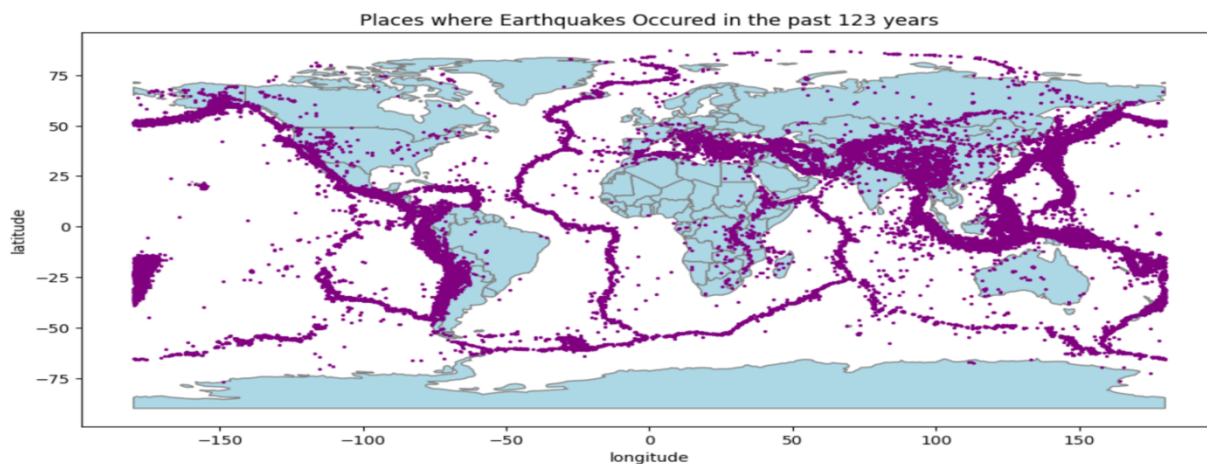 Places where Earthquakes Occured in the past 123 years
75
50
25
0
−25
−50
−75
latitude
−150 −100 −50 0 50 100 150
longitude